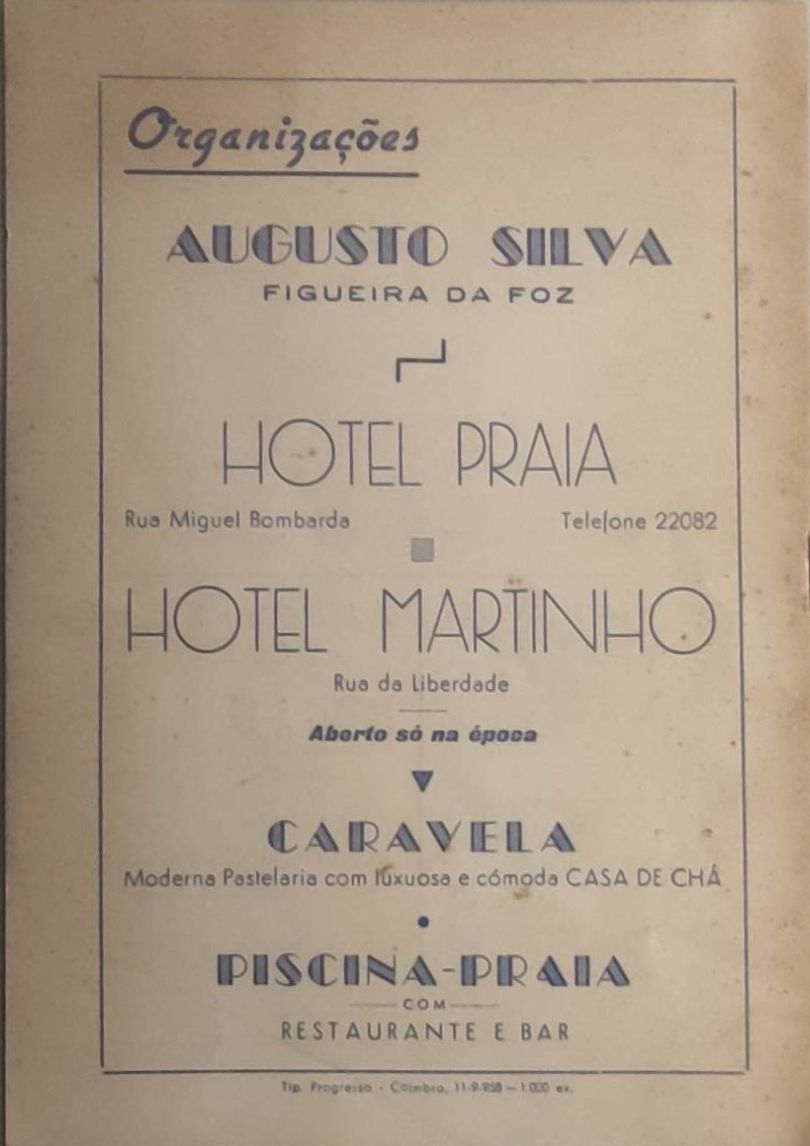 Organizações
AUGUSTO SILVA
FIGUEIRA DA FOZ
HOTEL PRAIA
Rua Miguel Bombarda Telefone 22082
HOTEL MARTINHO
Rua da Liberdade
Aberto só na época
CARAVELA
Moderna Pastelaria com luxuosa e cómoda CASA DE CHÁ
PISCINA-PRAIA
COM
RESTAURANTE E BAR
Tip. Progresso - Coimbra, 11-9-958 — 1.000 ex.